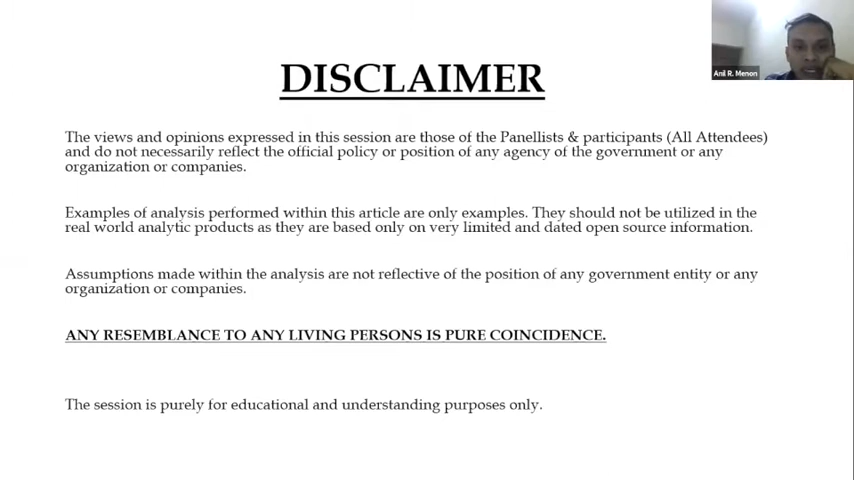 DISCLAIMER
Anil R. Menon
The views and opinions expressed in this session are those of the Panellists & participants (All Attendees)
and do not necessarily reflect the official policy or position of any agency of the government or any
organization or companies.
Examples of analysis performed within this article are only examples. They should not be utilized in the
real world analytic products as they are based only on very limited and dated open source information.
Assumptions made within the analysis are not reflective of the position of any government entity or any
organization or companies.
ANY RESEMBLANCE TO ANY LIVING PERSONS IS PURE COINCIDENCE.
The session is purely for educational and understanding purposes only.